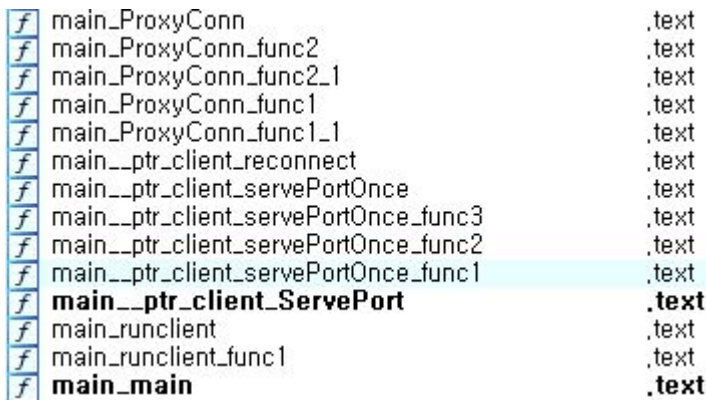 f main_ProxyConn .text
f main_ProxyConn_func2 .text
f main_ProxyConn_func2_1 .text
f main_ProxyConn_func1 .text
f main_ProxyConn_func1_1 .text
f main__ptr_client_reconnect .text
f main__ptr_client_servePortOnce .text
f main__ptr_client_servePortOnce_func3 .text
f main__ptr_client_servePortOnce_func2 .text
f main__ptr_client_servePortOnce_func1 .text
f main__ptr_client_ServePort .text
f main_runclient .text
f main_runclient_func1 .text
f main_main .text